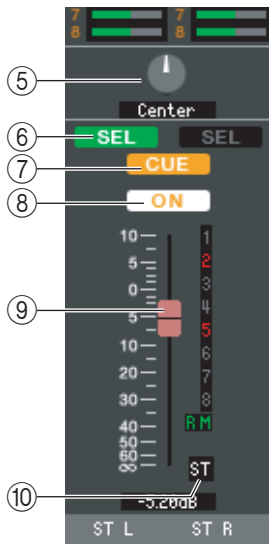 7 7
8 8
⑤
Center
⑥ SEL SEL
⑦ CUE
⑧ ON
10 1
5 2
0 3
⑨ 5 4
5
10 6
20 7
30 8
40 RM
50
60
∞ ST
⑩ -5.20dB
ST L ST R